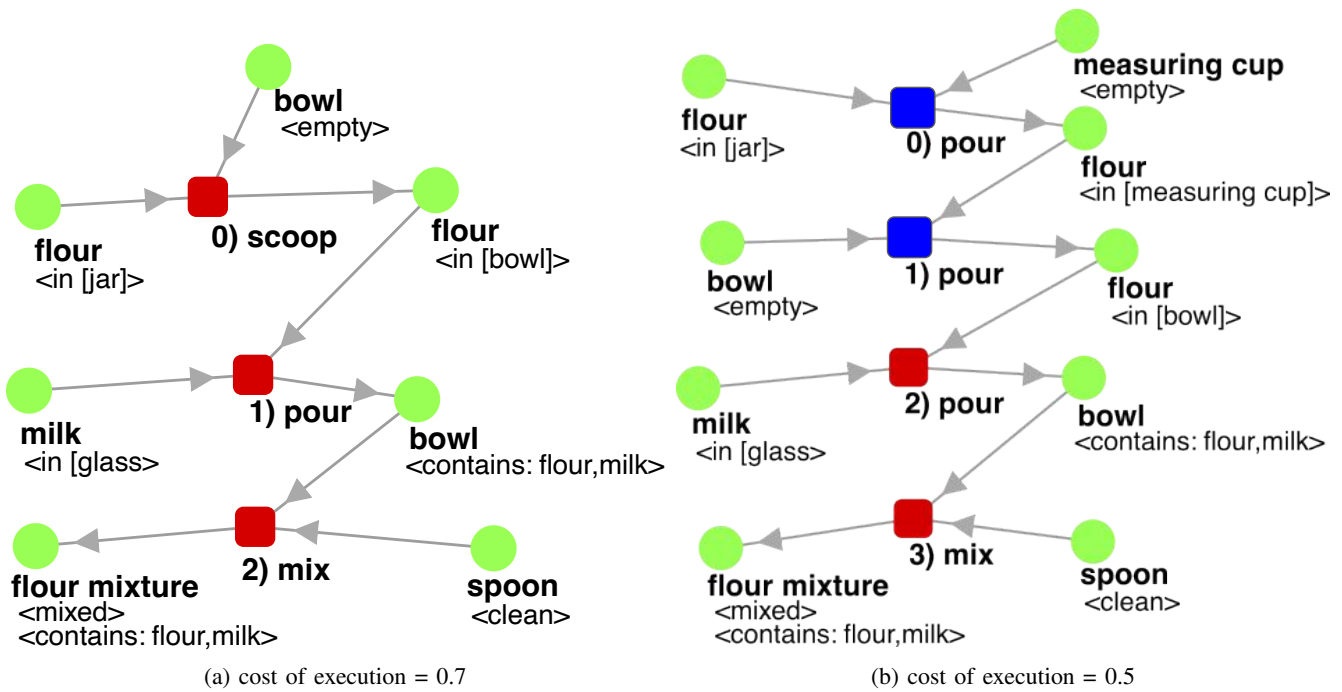 bowl
<empty>
flour
<in [jar]>
0) scoop
flour
<in [bowl]>
milk
<in [glass>
1) pour
bowl
<contains: flour,milk>
flour mixture
<mixed>
<contains: flour,milk>
2) mix
spoon
<clean>
(a) cost of execution = 0.7
measuring cup
<empty>
flour
<in [jar]>
0) pour
flour
<in [measuring cup]>
bowl
<empty>
1) pour
flour
<in [bowl]>
milk
<in [glass>
2) pour
bowl
<contains: flour,milk>
flour mixture
<mixed>
<contains: flour,milk>
3) mix
spoon
<clean>
(b) cost of execution = 0.5